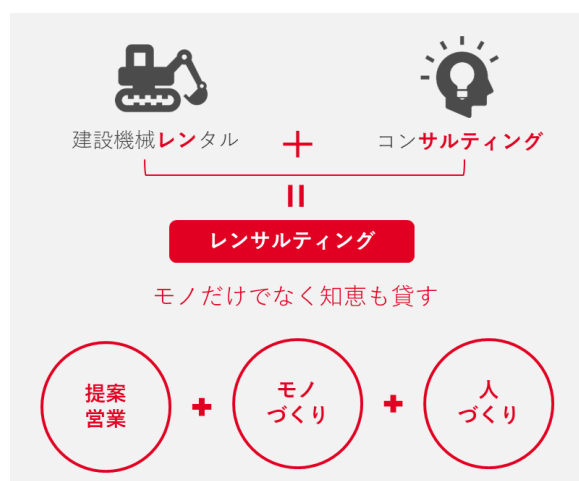 建設機械レンタル + コンサルティング
=
レンサルティング
モノだけでなく知恵も貸す
提案 + モノ + 人
営業 づくり づくり